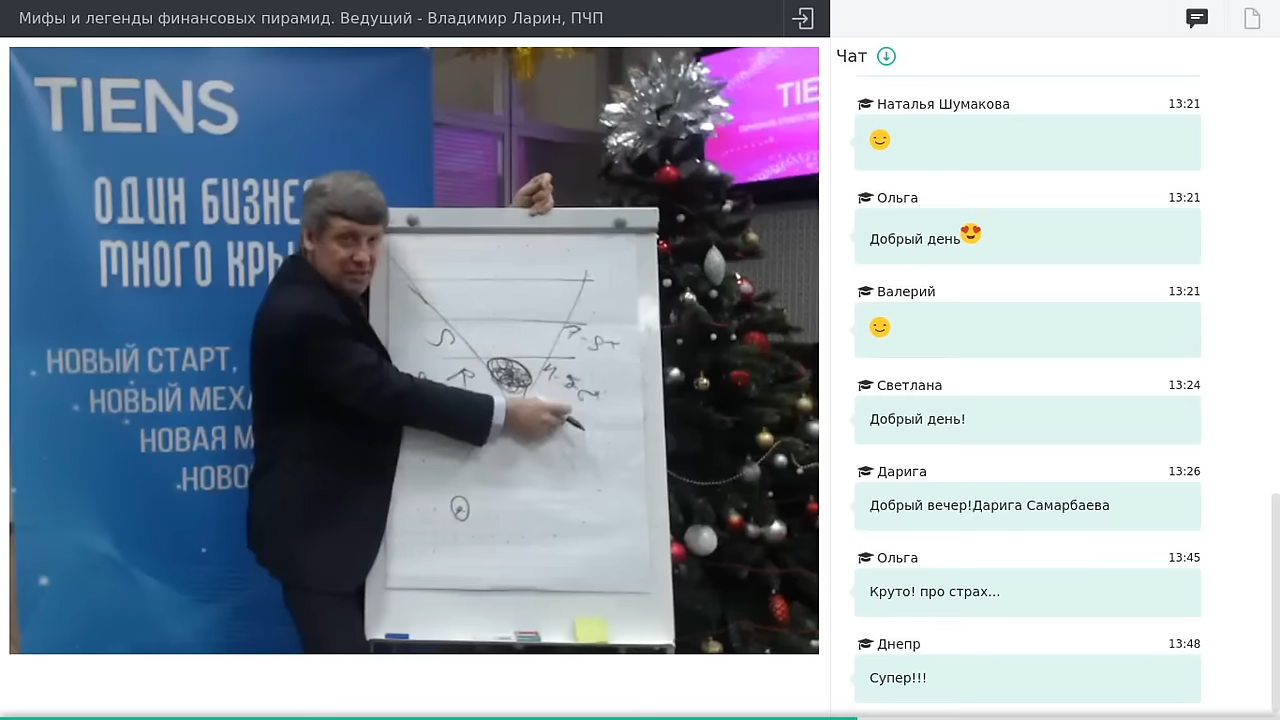 Мифы и легенды финансовых пирамид. Ведущий - Владимир Ларин, ПЧП
TIENS
ОДИН БИЗНЕС
МНОГО КРЫ
НОВЫЙ СТАРТ,
НОВЫЙ МЕХА
НОВАЯ М
НОВО
TIE
Чат
Наталья Шумакова 13:21
😊
Ольга 13:21
Добрый день😍
Валерий 13:21
😊
Светлана 13:24
Добрый день!
Дарига 13:26
Добрый вечер!Дарига Самарбаева
Ольга 13:45
Круто! про страх...
Днепр 13:48
Супер!!!